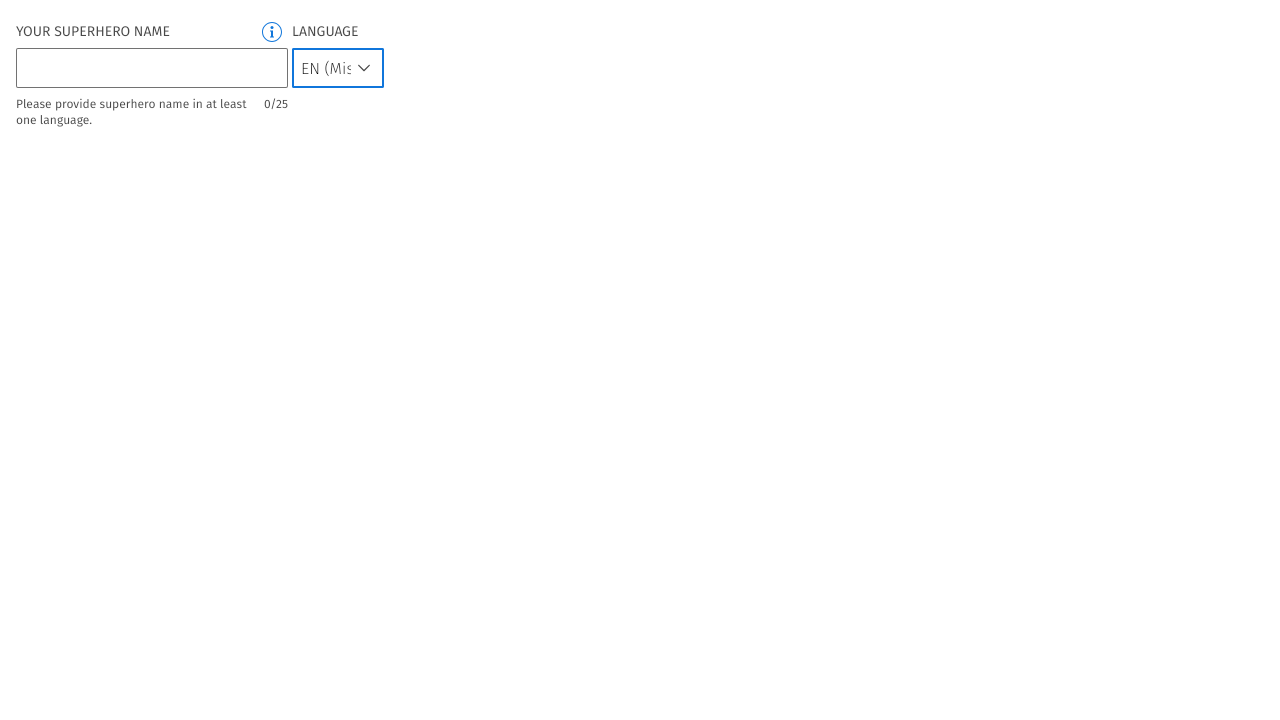 YOUR SUPERHERO NAME
LANGUAGE
EN (Mis
Please provide superhero name in at least
one language.
0/25